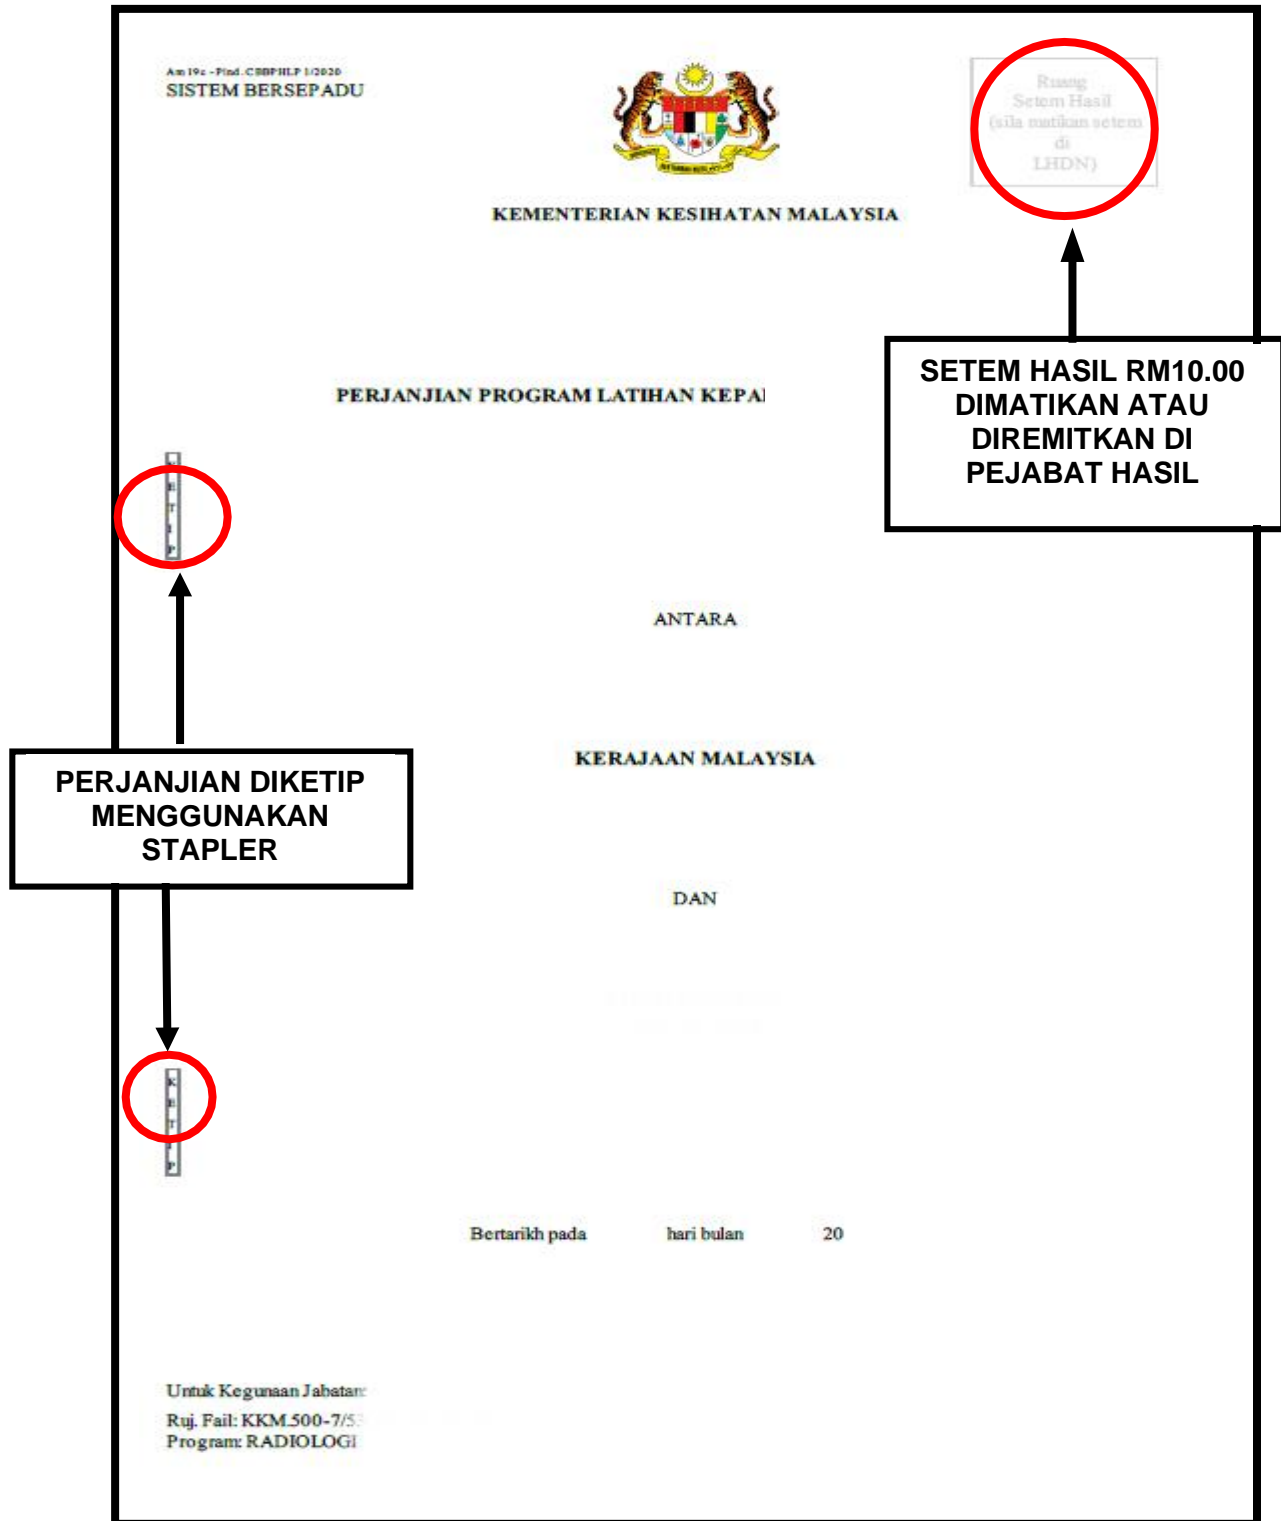 Am 19c - Pind. CBBPHLP 1/2020
SISTEM BERSEPADU
Ruang
Setem Hasil
(sila matikan setem
di
LHDN)
KEMENTERIAN KESIHATAN MALAYSIA
SETEM HASIL RM10.00
DIMATIKAN ATAU
DIREMITKAN DI
PEJABAT HASIL
PERJANJIAN PROGRAM LATIHAN KEPA
KETIP
ANTARA
KERAJAAN MALAYSIA
PERJANJIAN DIKETIP
MENGGUNAKAN
STAPLER
DAN
KETIP
Bertarikh pada hari bulan 20
Untuk Kegunaan Jabatan:
Ruj. Fail: KKM.500-7/5
Program: RADIOLOGI